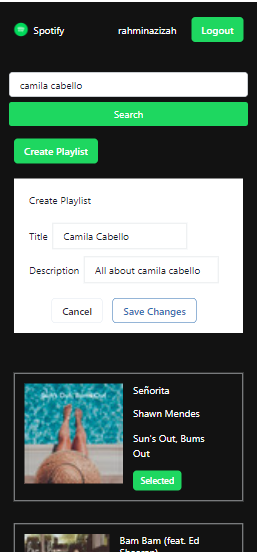 Spotify
rahminazizah
Logout
camila cabello
Search
Create Playlist
Create Playlist
Title
Camila Cabello
Description
All about camila cabello
Cancel
Save Changes
Sun's Out, Bums Out
Señorita
Shawn Mendes
Sun's Out, Bums
Out
Selected
Bam Bam (feat. Ed
Sheeran)